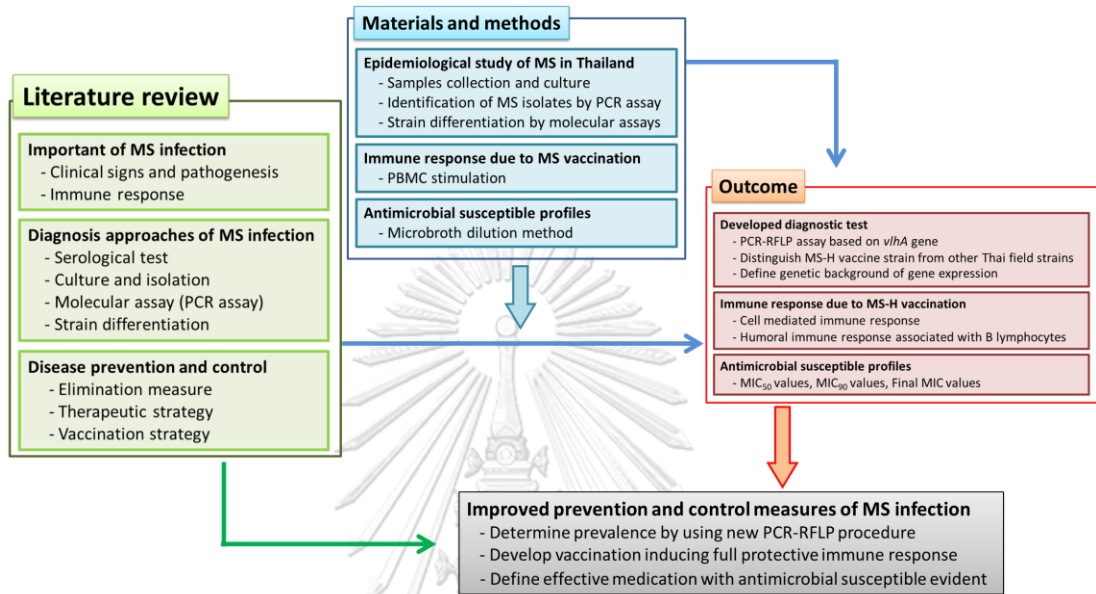 Literature review
Important of MS infection
- Clinical signs and pathogenesis
- Immune response
Diagnosis approaches of MS infection
- Serological test
- Culture and isolation
- Molecular assay (PCR assay)
- Strain differentiation
Disease prevention and control
- Elimination measure
- Therapeutic strategy
- Vaccination strategy
Materials and methods
Epidemiological study of MS in Thailand
- Samples collection and culture
- Identification of MS isolates by PCR assay
- Strain differentiation by molecular assays
Immune response due to MS vaccination
- PBMC stimulation
Antimicrobial susceptible profiles
- Microbroth dilution method
Outcome
Developed diagnostic test
- PCR-RFLP assay based on vlhA gene
- Distinguish MS-H vaccine strain from other Thai field strains
- Define genetic background of gene expression
Immune response due to MS-H vaccination
- Cell mediated immune response
- Humoral immune response associated with B lymphocytes
Antimicrobial susceptible profiles
- MIC50 values, MIC90 values, Final MIC values
Improved prevention and control measures of MS infection
- Determine prevalence by using new PCR-RFLP procedure
- Develop vaccination inducing full protective immune response
- Define effective medication with antimicrobial susceptible evident